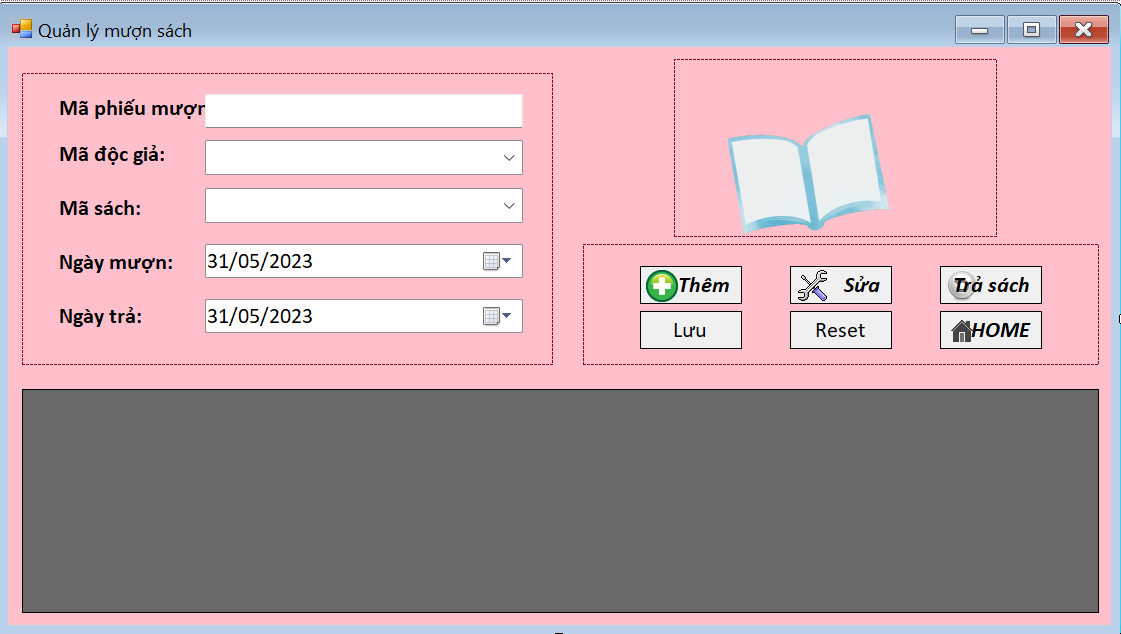 Quản lý mượn sách
Mã phiếu mượn
Mã độc giả:
Mã sách:
Ngày mượn: 31/05/2023
Ngày trả: 31/05/2023
Thêm Sửa Trả sách
Lưu Reset HOME